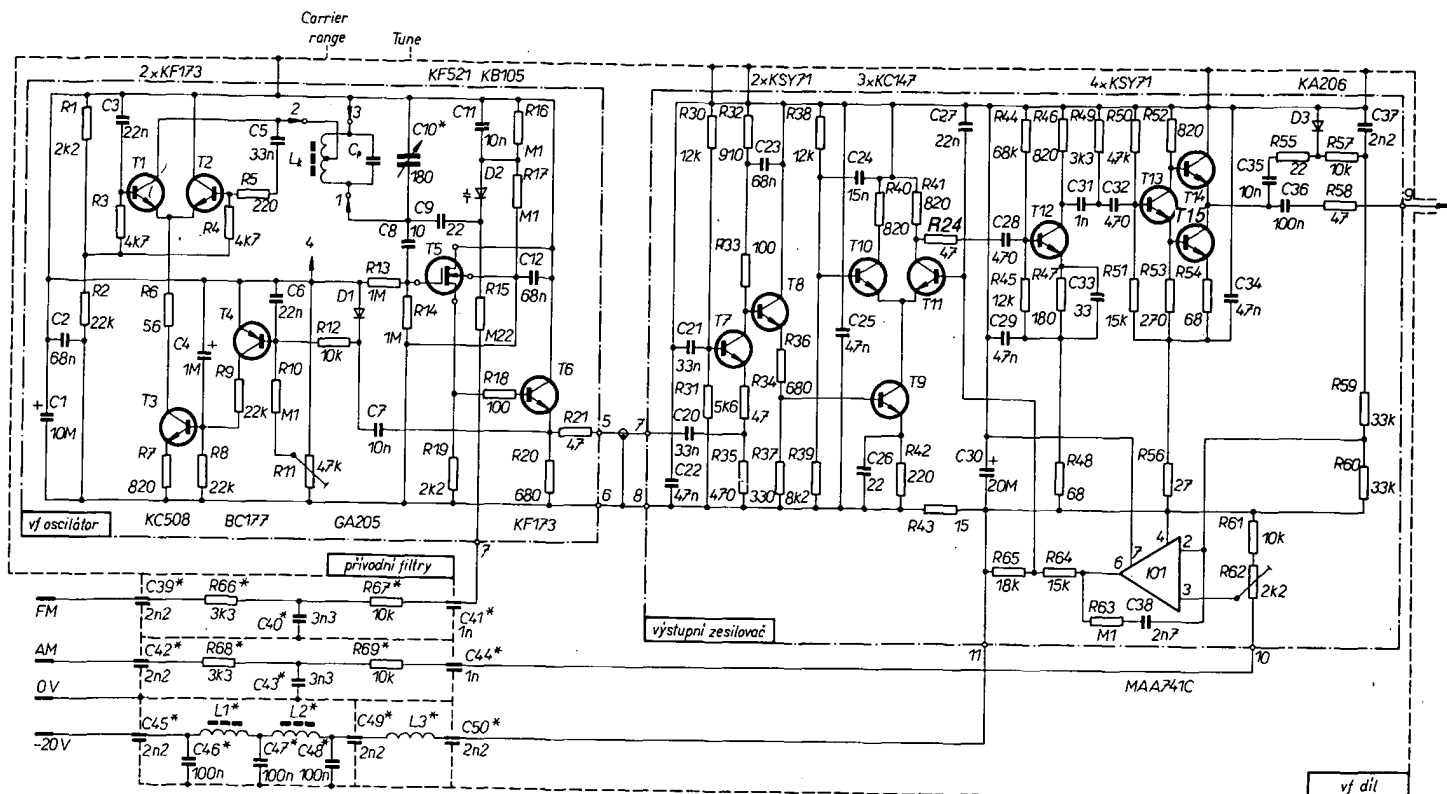 Carrier
range
Tune
2×KF173
KF521 KB105
2×KSY71
3×KC147
4×KSY71
KA206
R1
2k2
C3
22n
T1
T2
R3
4k7
R4
4k7
C5
33n
R5
220
2
3
1
Lk
Cp
C10*
180
C11
10n
R16
M1
R17
M1
D2
C9
22
C8
10
T5
C12
68n
R2
22k
C2
68n
C1
10M
R6
56
C4
1M
T4
C6
22n
R12
10k
R9
22k
R10
M1
T3
R7
820
R8
22k
R11
47k
4
D1
R13
1M
R14
1M
R15
M22
R18
100
T6
C7
10n
R19
2k2
R20
680
R21
47
5
6
7
8
7
KC508
BC177
GA205
KF173
vf oscilátor
R30
12k
R32
910
C23
68n
R33
100
T8
T7
C21
33n
R31
5k6
R34
47
C20
33n
C22
47n
R35
470
R36
680
R37
330
R38
12k
C24
15n
R40
820
R41
820
T10
T11
R24
47
C25
47n
T9
R39
8k2
C26
22
R42
220
R43
15
C27
22n
C28
470
C29
47n
C30
20M
R44
68k
R46
820
R49
3k3
R50
47k
R52
820
C31
1n
C32
470
T12
T13
T14
T15
R45
12k
R47
180
C33
33
R51
15k
R53
270
R54
68
C34
47n
R48
68
R56
27
D3
R55
22
R57
10k
C35
10n
C36
100n
C37
2n2
R58
47
9
R59
33k
R60
33k
R61
10k
R62
2k2
R65
18k
R64
15k
6
7
4
2
3
IO1
R63
M1
C38
2n7
výstupní zesilovač
11
10
MAA741C
přívodní filtry
FM
C39*
2n2
R66*
3k3
C40*
3n3
R67*
10k
C41*
1n
AM
C42*
2n2
R68*
3k3
C43*
3n3
R69*
10k
C44*
1n
0V
-20V
C45*
2n2
L1*
C46*
100n
L2*
C47*
100n
C48*
100n
C49*
2n2
L3*
C50*
2n2
vf díl